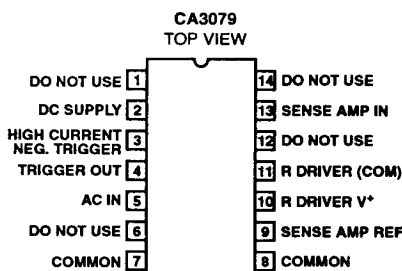 CA3079
TOP VIEW
DO NOT USE 1
14 DO NOT USE
DC SUPPLY 2
13 SENSE AMP IN
HIGH CURRENT
NEG. TRIGGER 3
12 DO NOT USE
TRIGGER OUT 4
11 R DRIVER (COM)
AC IN 5
10 R DRIVER V+
DO NOT USE 6
9 SENSE AMP REF
COMMON 7
8 COMMON